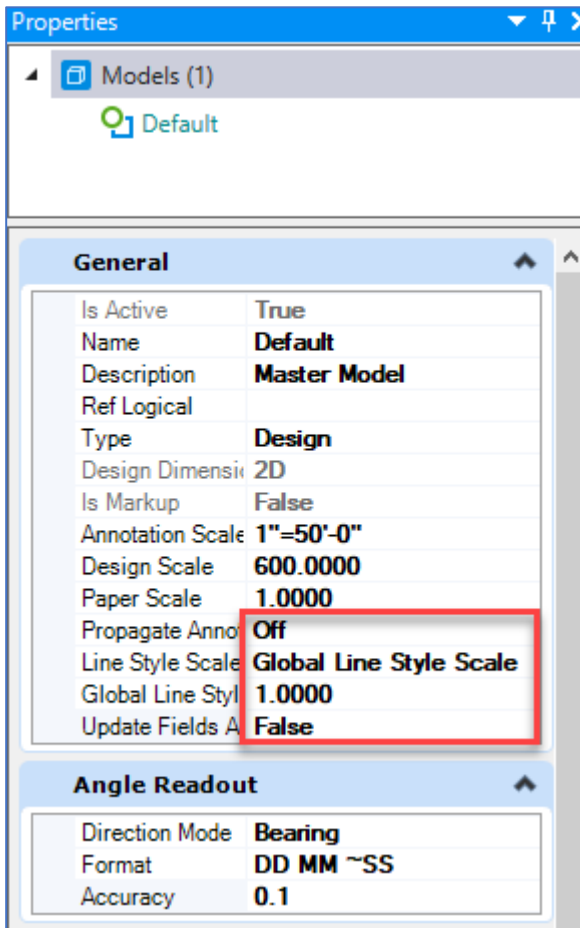 Properties
Models (1)
Default
General
Is Active True
Name Default
Description Master Model
Ref Logical
Type Design
Design Dimensi 2D
Is Markup False
Annotation Scale 1"=50'-0"
Design Scale 600.0000
Paper Scale 1.0000
Propagate Annot Off
Line Style Scale Global Line Style Scale
Global Line Styl 1.0000
Update Fields A False
Angle Readout
Direction Mode Bearing
Format DD MM ~SS
Accuracy 0.1